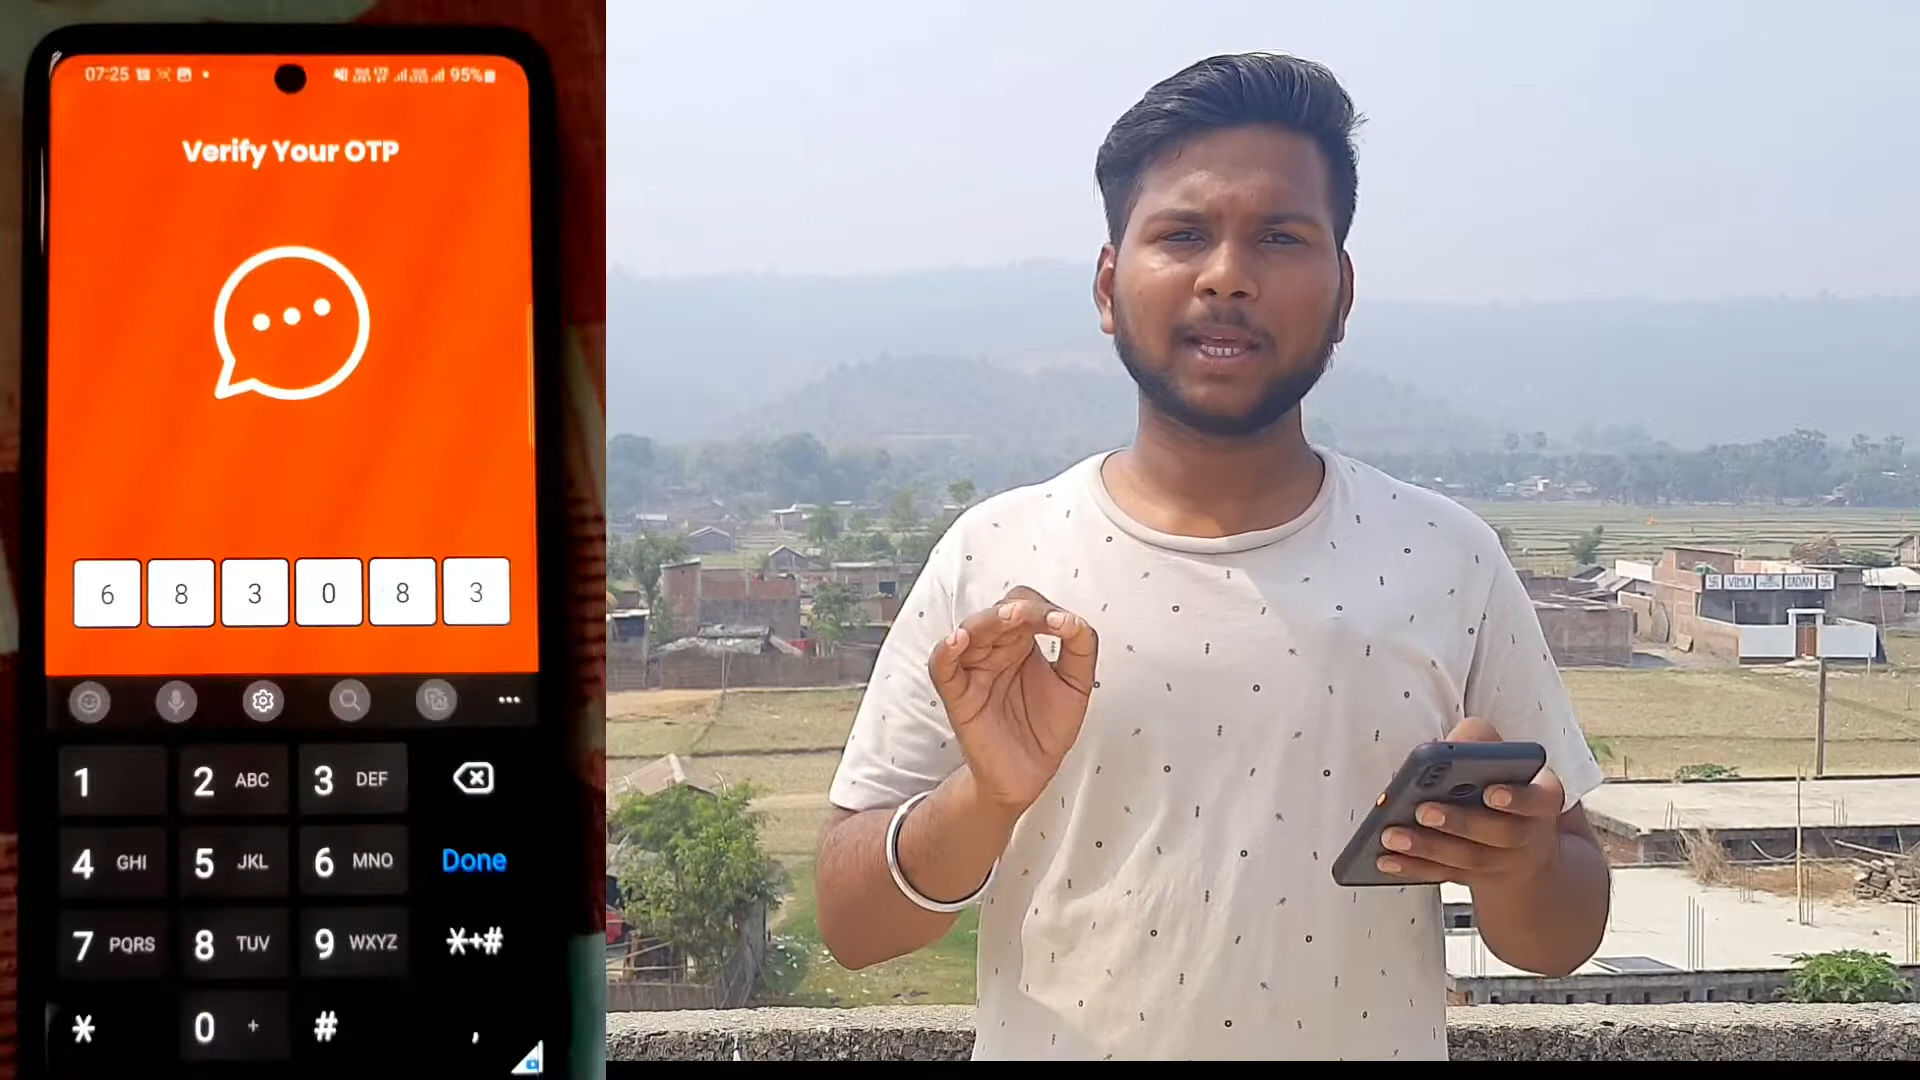 07:25
95%
Verify Your OTP
6 8 3 0 8 3
1
2 ABC
3 DEF
4 GHI
5 JKL
6 MNO
Done
7 PQRS
8 TUV
9 WXYZ
*+#
*
0 +
#
,
VIMLA SADAN